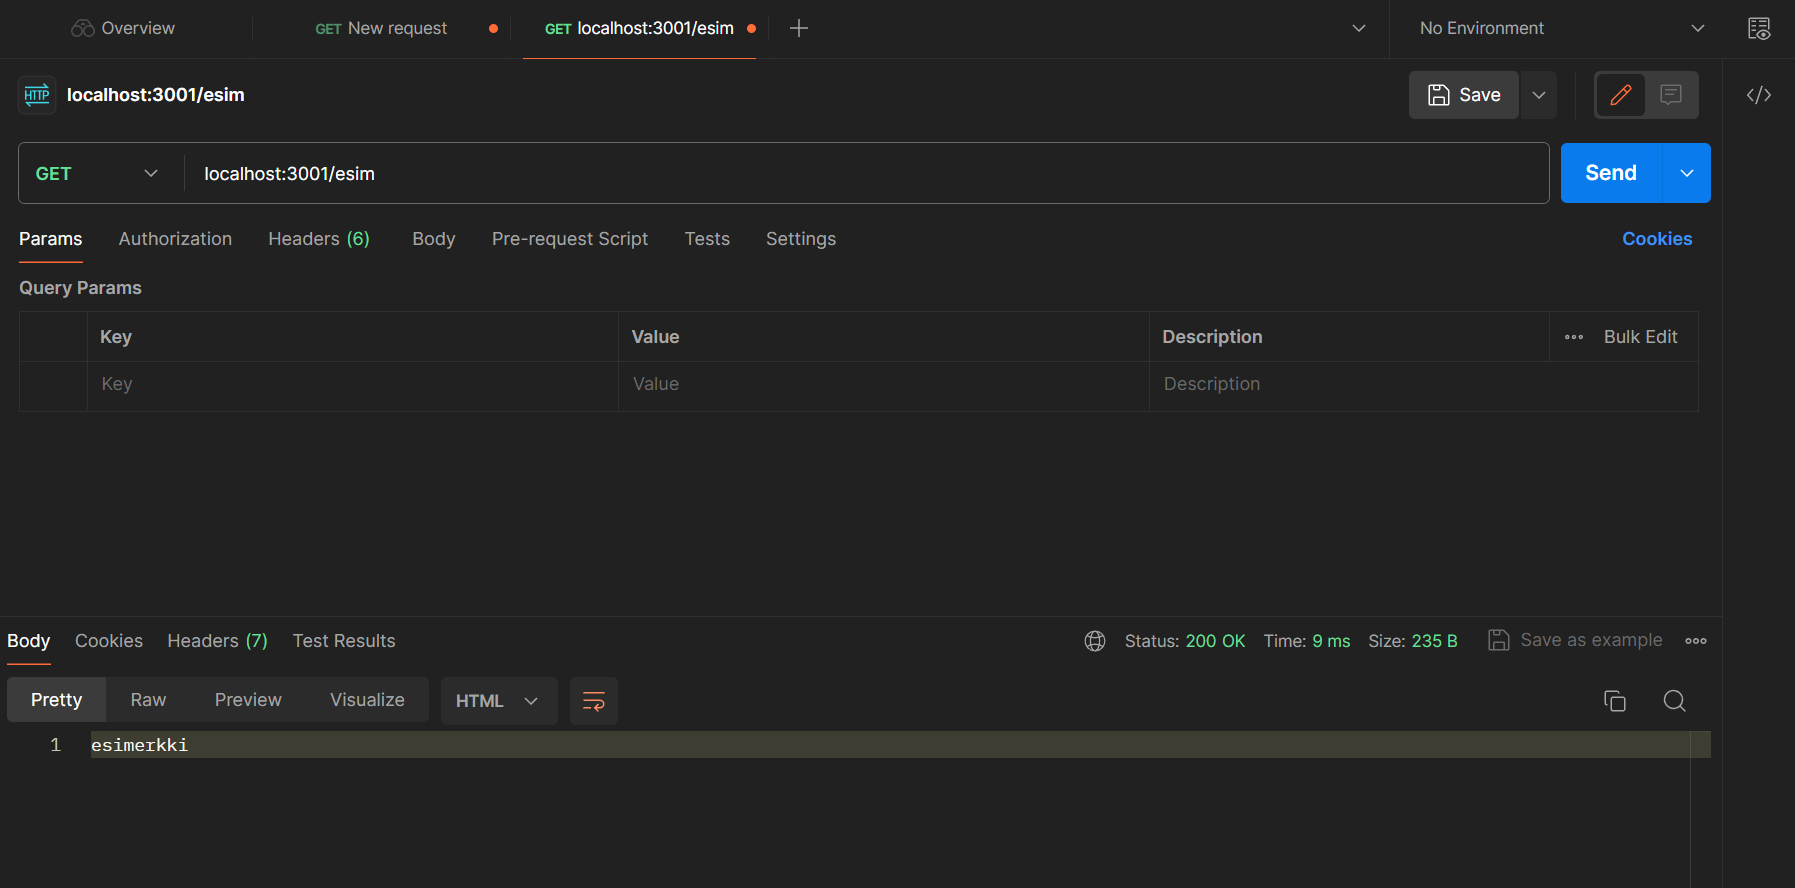 Overview GET New request GET localhost:3001/esim No Environment
HTTP localhost:3001/esim Save
GET localhost:3001/esim Send
Params Authorization Headers (6) Body Pre-request Script Tests Settings Cookies
Query Params
Key Value Description Bulk Edit
Key Value Description
Body Cookies Headers (7) Test Results Status: 200 OK Time: 9 ms Size: 235 B Save as example
Pretty Raw Preview Visualize HTML
1 esimerkki